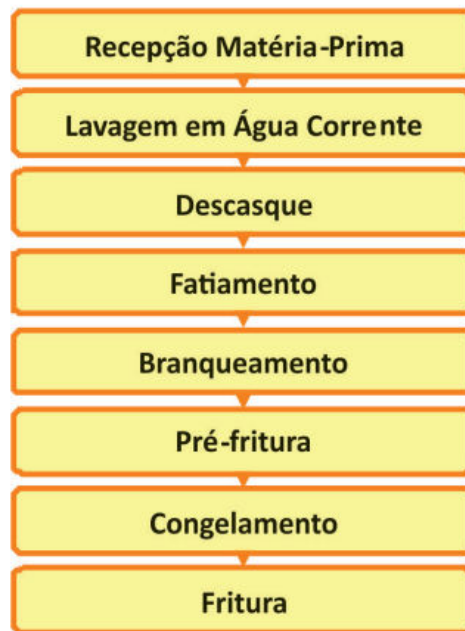 Recepção Matéria-Prima
Lavagem em Água Corrente
Descasque
Fatiamento
Branqueamento
Pré-fritura
Congelamento
Fritura